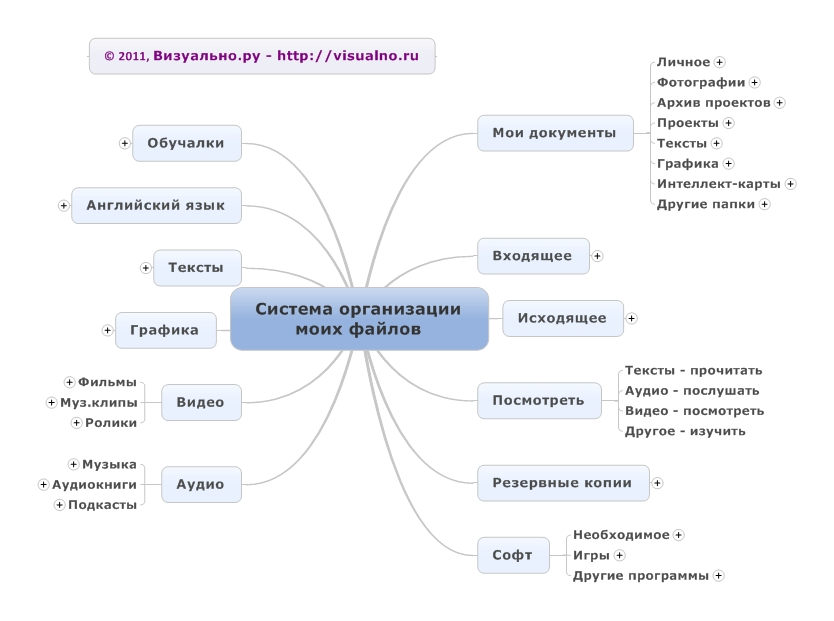 © 2011, Визуально.ру - http://visualno.ru
Система организации
моих файлов
Мои документы
Личное
Фотографии
Архив проектов
Проекты
Тексты
Графика
Интеллект-карты
Другие папки
Входящее
Исходящее
Посмотреть
Тексты - прочитать
Аудио - послушать
Видео - посмотреть
Другое - изучить
Резервные копии
Софт
Необходимое
Игры
Другие программы
Обучалки
Английский язык
Тексты
Графика
Видео
Фильмы
Муз.клипы
Ролики
Аудио
Музыка
Аудиокниги
Подкасты